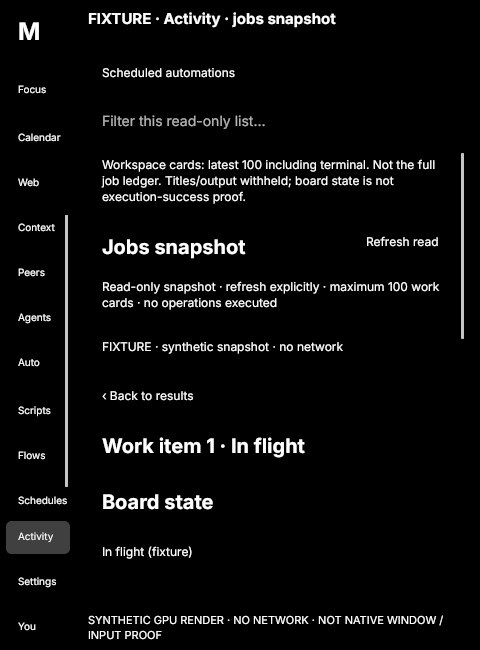 M
FIXTURE · Activity · jobs snapshot
Focus
Calendar
Web
Context
Peers
Agents
Auto
Scripts
Flows
Schedules
Activity
Settings
You
Scheduled automations
Filter this read-only list...
Workspace cards: latest 100 including terminal. Not the full
job ledger. Titles/output withheld; board state is not
execution-success proof.
Jobs snapshot
Refresh read
Read-only snapshot · refresh explicitly · maximum 100 work
cards · no operations executed
FIXTURE · synthetic snapshot · no network
‹ Back to results
Work item 1 · In flight
Board state
In flight (fixture)
SYNTHETIC GPU RENDER · NO NETWORK · NOT NATIVE WINDOW /
INPUT PROOF